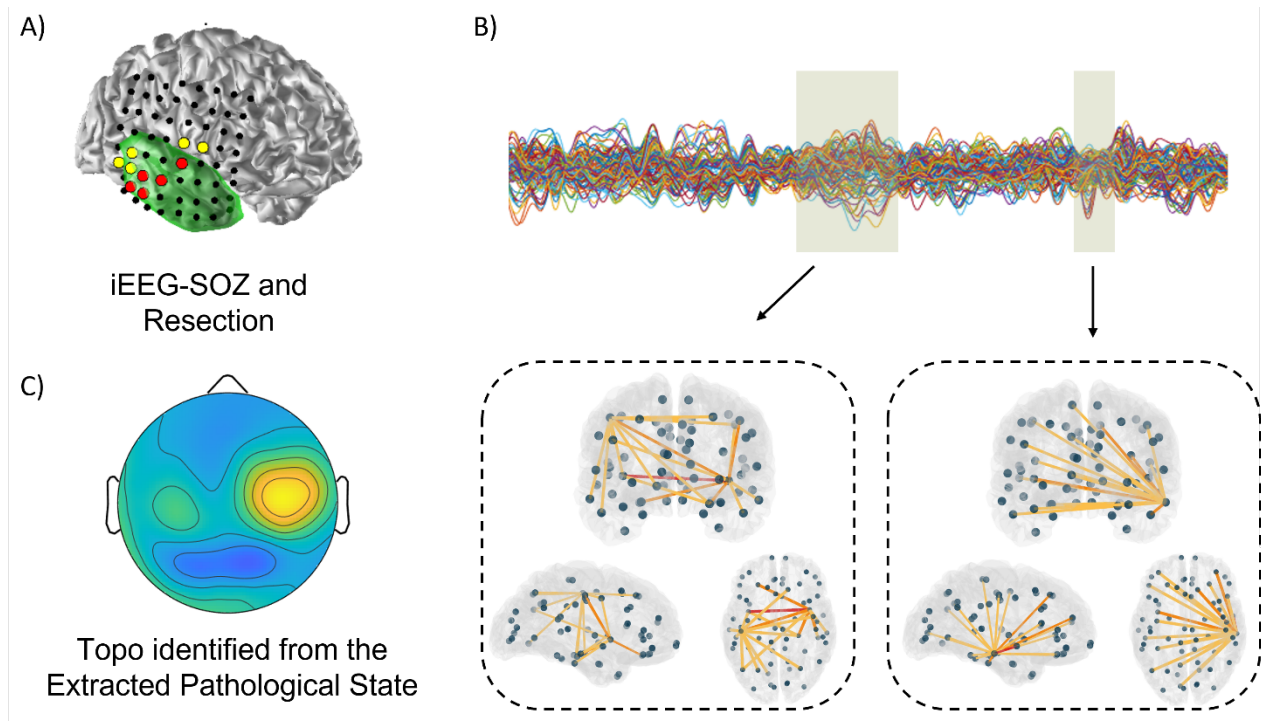 A)
iEEG-SOZ and
Resection
B)
C)
Topo identified from the
Extracted Pathological State